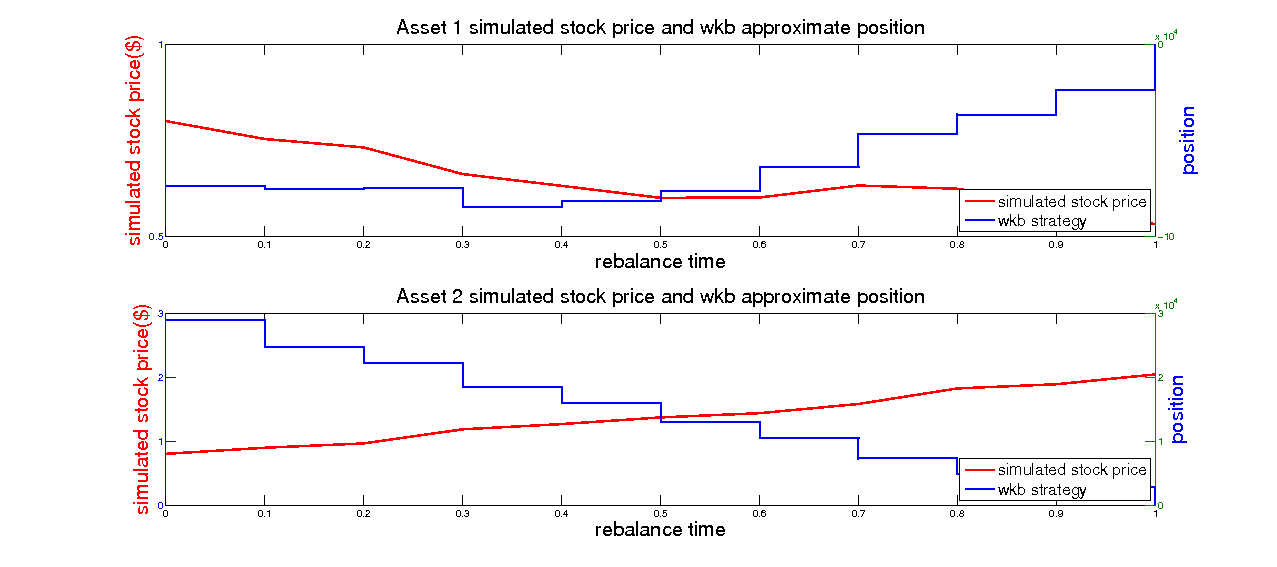 Asset 1 simulated stock price and wkb approximate position
x 10^4
1
0
simulated stock price($)
position
simulated stock price
wkb strategy
0.5
-10
0 0.1 0.2 0.3 0.4 0.5 0.6 0.7 0.8 0.9 1
rebalance time
Asset 2 simulated stock price and wkb approximate position
x 10^4
3
3
2
2
simulated stock price($)
position
1
1
simulated stock price
wkb strategy
0
0
0 0.1 0.2 0.3 0.4 0.5 0.6 0.7 0.8 0.9 1
rebalance time